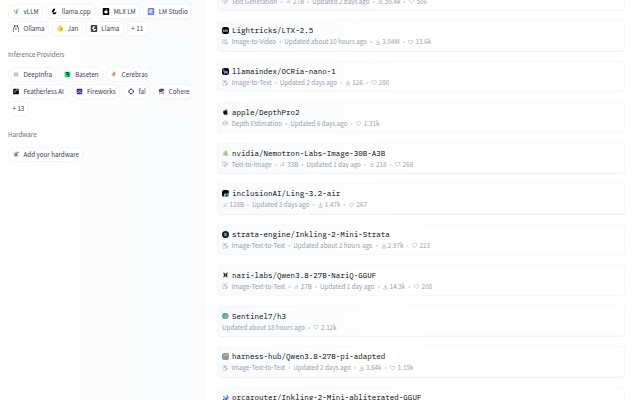 vLLM llama.cpp MLX LM LM Studio
Ollama Jan Llama + 11
Inference Providers
DeepInfra Baseten Cerebras
Featherless AI Fireworks fal Cohere
+ 13
Hardware
Add your hardware
Text Generation • 27B • Updated 2 days ago
Lightricks/LTX-2.5
Image-to-Video • Updated about 10 hours ago • 3.04M • 13.6k
llamaindex/OCRia-nano-1
Image-to-Text • Updated 2 days ago • 126 • 280
apple/DepthPro2
Depth Estimation • Updated 6 days ago • 1.31k
nvidia/Nemotron-Labs-Image-30B-A3B
Text-to-Image • 33B • Updated 1 day ago • 218 • 268
inclusionAI/Ling-3.2-air
128B • Updated 3 days ago • 1.47k • 267
strata-engine/Inkling-2-Mini-Strata
Image-Text-to-Text • Updated about 2 hours ago • 2.97k • 223
nari-labs/Qwen3.8-27B-NariQ-GGUF
Image-Text-to-Text • 27B • Updated 1 day ago • 14.3k • 208
Sentinel7/h3
Updated about 10 hours ago • 2.12k
harness-hub/Qwen3.8-27B-pi-adapted
Image-Text-to-Text • Updated 2 days ago • 3.64k • 1.15k
orcarouter/Inkling-2-Mini-abliterated-GGUF